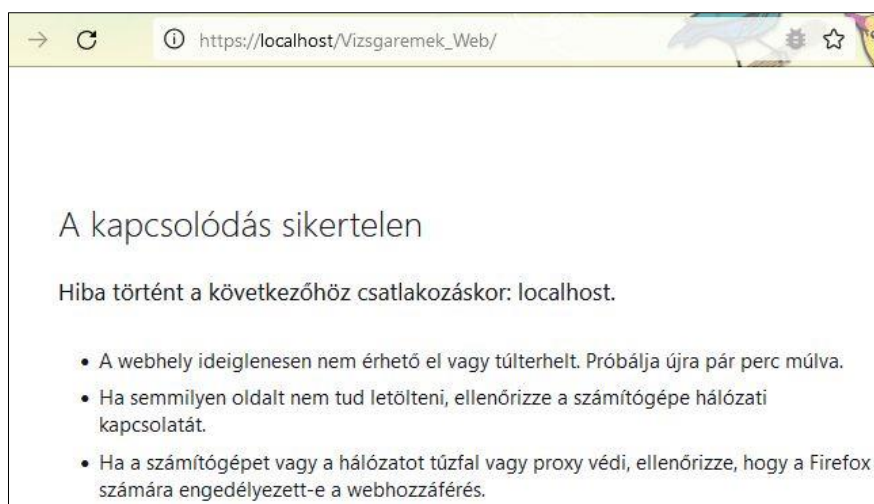 https://localhost/Vizsgaremek_Web/
A kapcsolódás sikertelen
Hiba történt a következőhöz csatlakozáskor: localhost.
• A webhely ideiglenesen nem érhető el vagy túlterhelt. Próbálja újra pár perc múlva.
• Ha semmilyen oldalt nem tud letölteni, ellenőrizze a számítógépe hálózati
kapcsolatát.
• Ha a számítógépet vagy a hálózatot tűzfal vagy proxy védi, ellenőrizze, hogy a Firefox
számára engedélyezett-e a webhozzáférés.